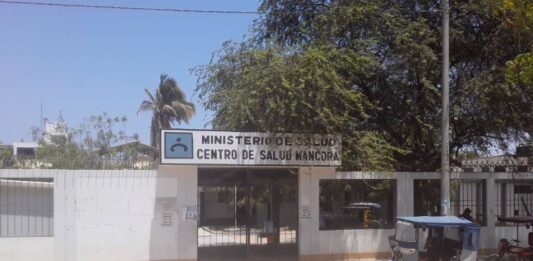 MINISTERIO DE SALUD
CENTRO DE SALUD MANCORA